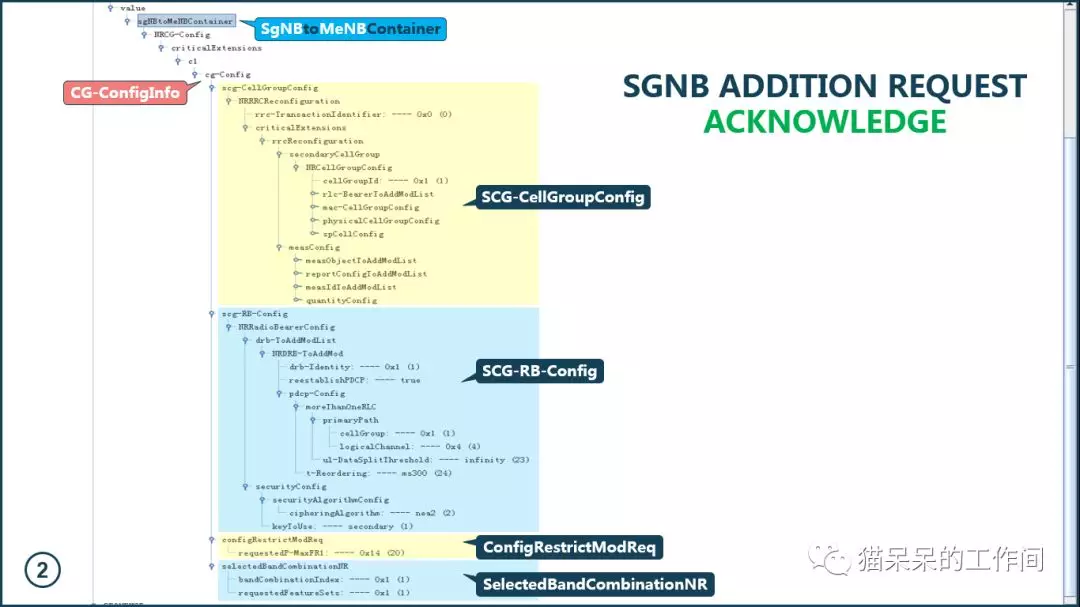 value
sgNBtoMeNBContainer
SgNBtoMeNBContainer
NRCG-Config
criticalExtensions
c1
cg-Config
CG-ConfigInfo
SGNB ADDITION REQUEST
ACKNOWLEDGE
scg-CellGroupConfig
NRRRCReconfiguration
rrc-TransactionIdentifier: ---- 0x0 (0)
criticalExtensions
rrcReconfiguration
secondaryCellGroup
NRCellGroupConfig
cellGroupId: ---- 0x1 (1)
rlc-BearerToAddModList
mac-CellGroupConfig
physicalCellGroupConfig
spCellConfig
SCG-CellGroupConfig
measConfig
measObjectToAddModList
reportConfigToAddModList
measIdToAddModList
quantityConfig
scg-RB-Config
NRRadioBearerConfig
drb-ToAddModList
NRDRB-ToAddMod
drb-Identity: ---- 0x1 (1)
reestablishPDCP: ---- true
SCG-RB-Config
pdcp-Config
moreThanOneRLC
primaryPath
cellGroup: ---- 0x1 (1)
logicalChannel: ---- 0x4 (4)
ul-DataSplitThreshold: ---- infinity (23)
t-Reordering: ---- ms300 (24)
securityConfig
securityAlgorithmConfig
cipheringAlgorithm: ---- nea2 (2)
keyToUse: ---- secondary (1)
configRestrictModReq
requestedP-MaxFR1: ---- 0x14 (20)
ConfigRestrictModReq
selectedBandCombinationNR
bandCombinationIndex: ---- 0x1 (1)
requestedFeatureSets: ---- 0x1 (1)
SelectedBandCombinationNR
2
猫呆呆的工作间